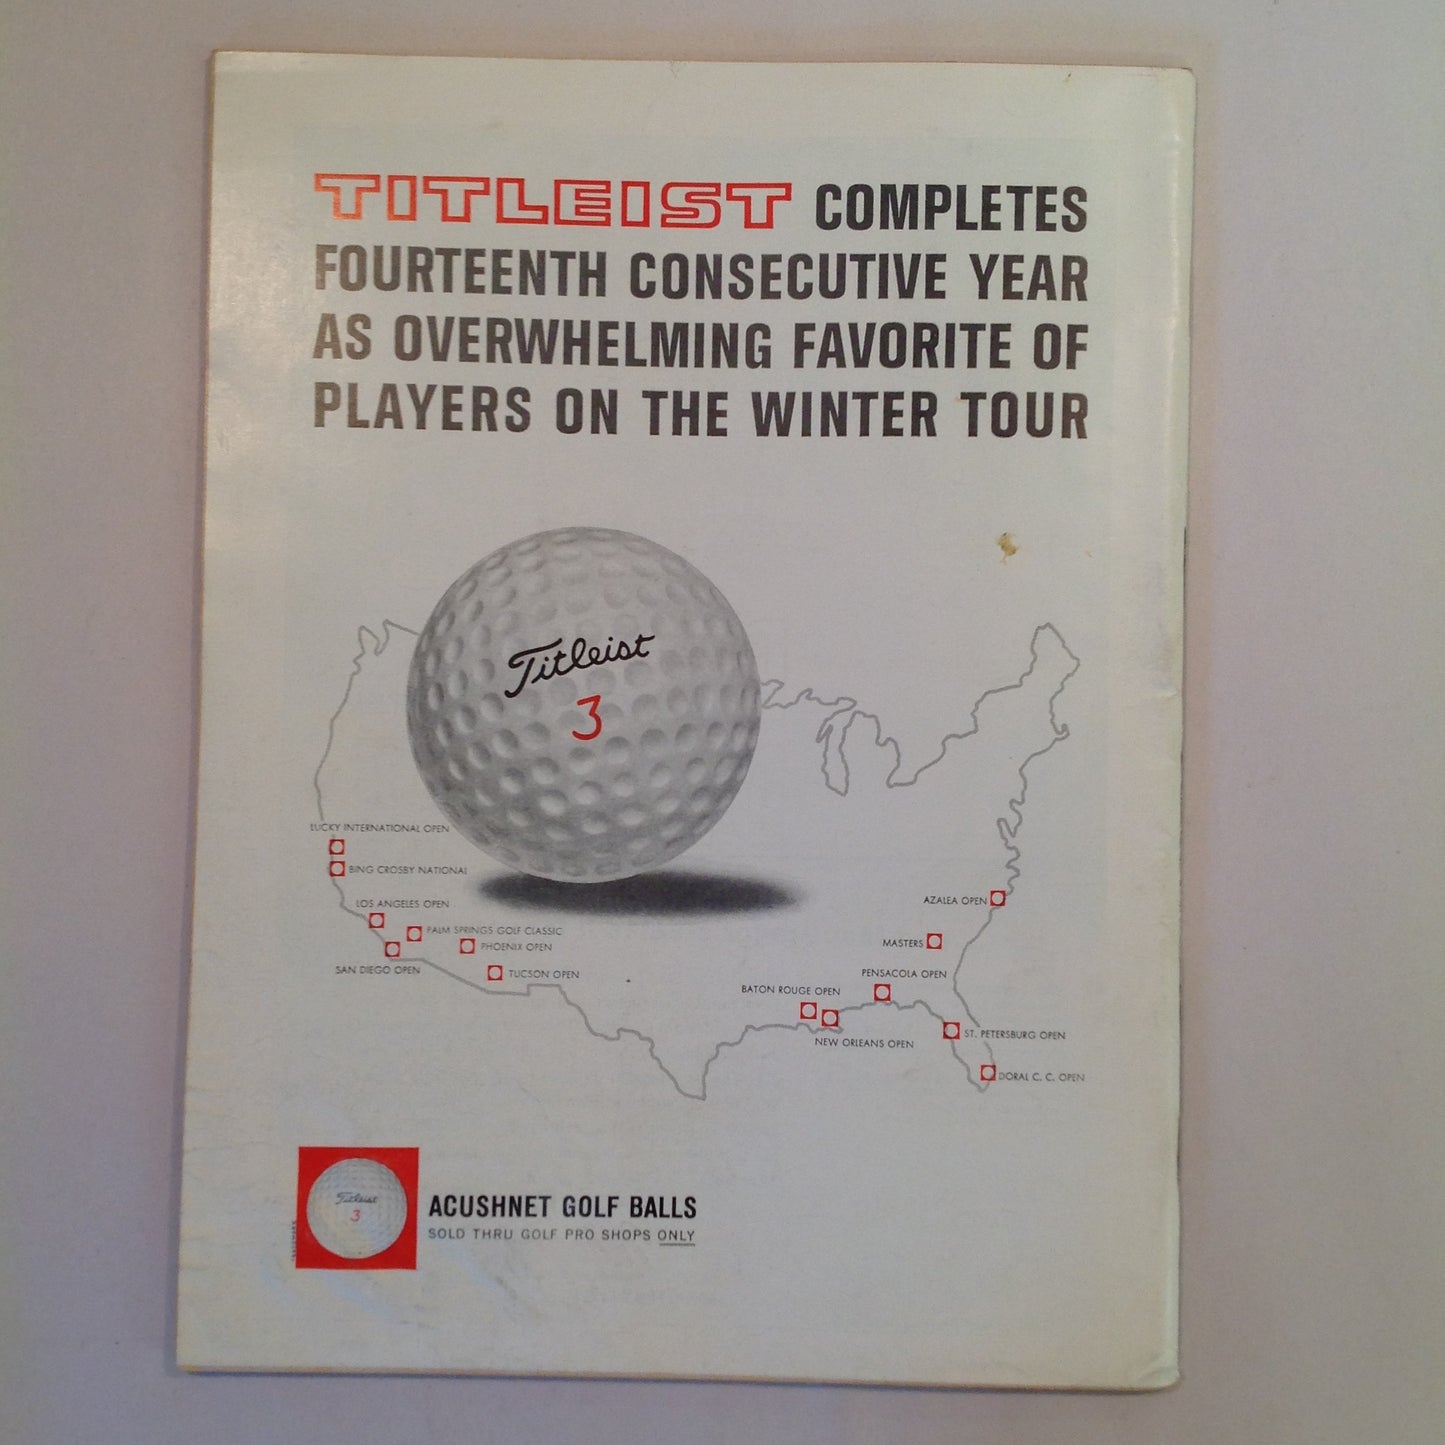 TITLEIST COMPLETES
FOURTEENTH CONSECUTIVE YEAR
AS OVERWHELMING FAVORITE OF
PLAYERS ON THE WINTER TOUR
Titleist
3
LUCKY INTERNATIONAL OPEN
BING CROSBY NATIONAL
LOS ANGELES OPEN
PALM SPRINGS GOLF CLASSIC
PHOENIX OPEN
SAN DIEGO OPEN
TUCSON OPEN
AZALEA OPEN
MASTERS
PENSACOLA OPEN
BATON ROUGE OPEN
NEW ORLEANS OPEN
ST. PETERSBURG OPEN
DORAL C. C. OPEN
Titleist
3
ACUSHNET GOLF BALLS
SOLD THRU GOLF PRO SHOPS ONLY